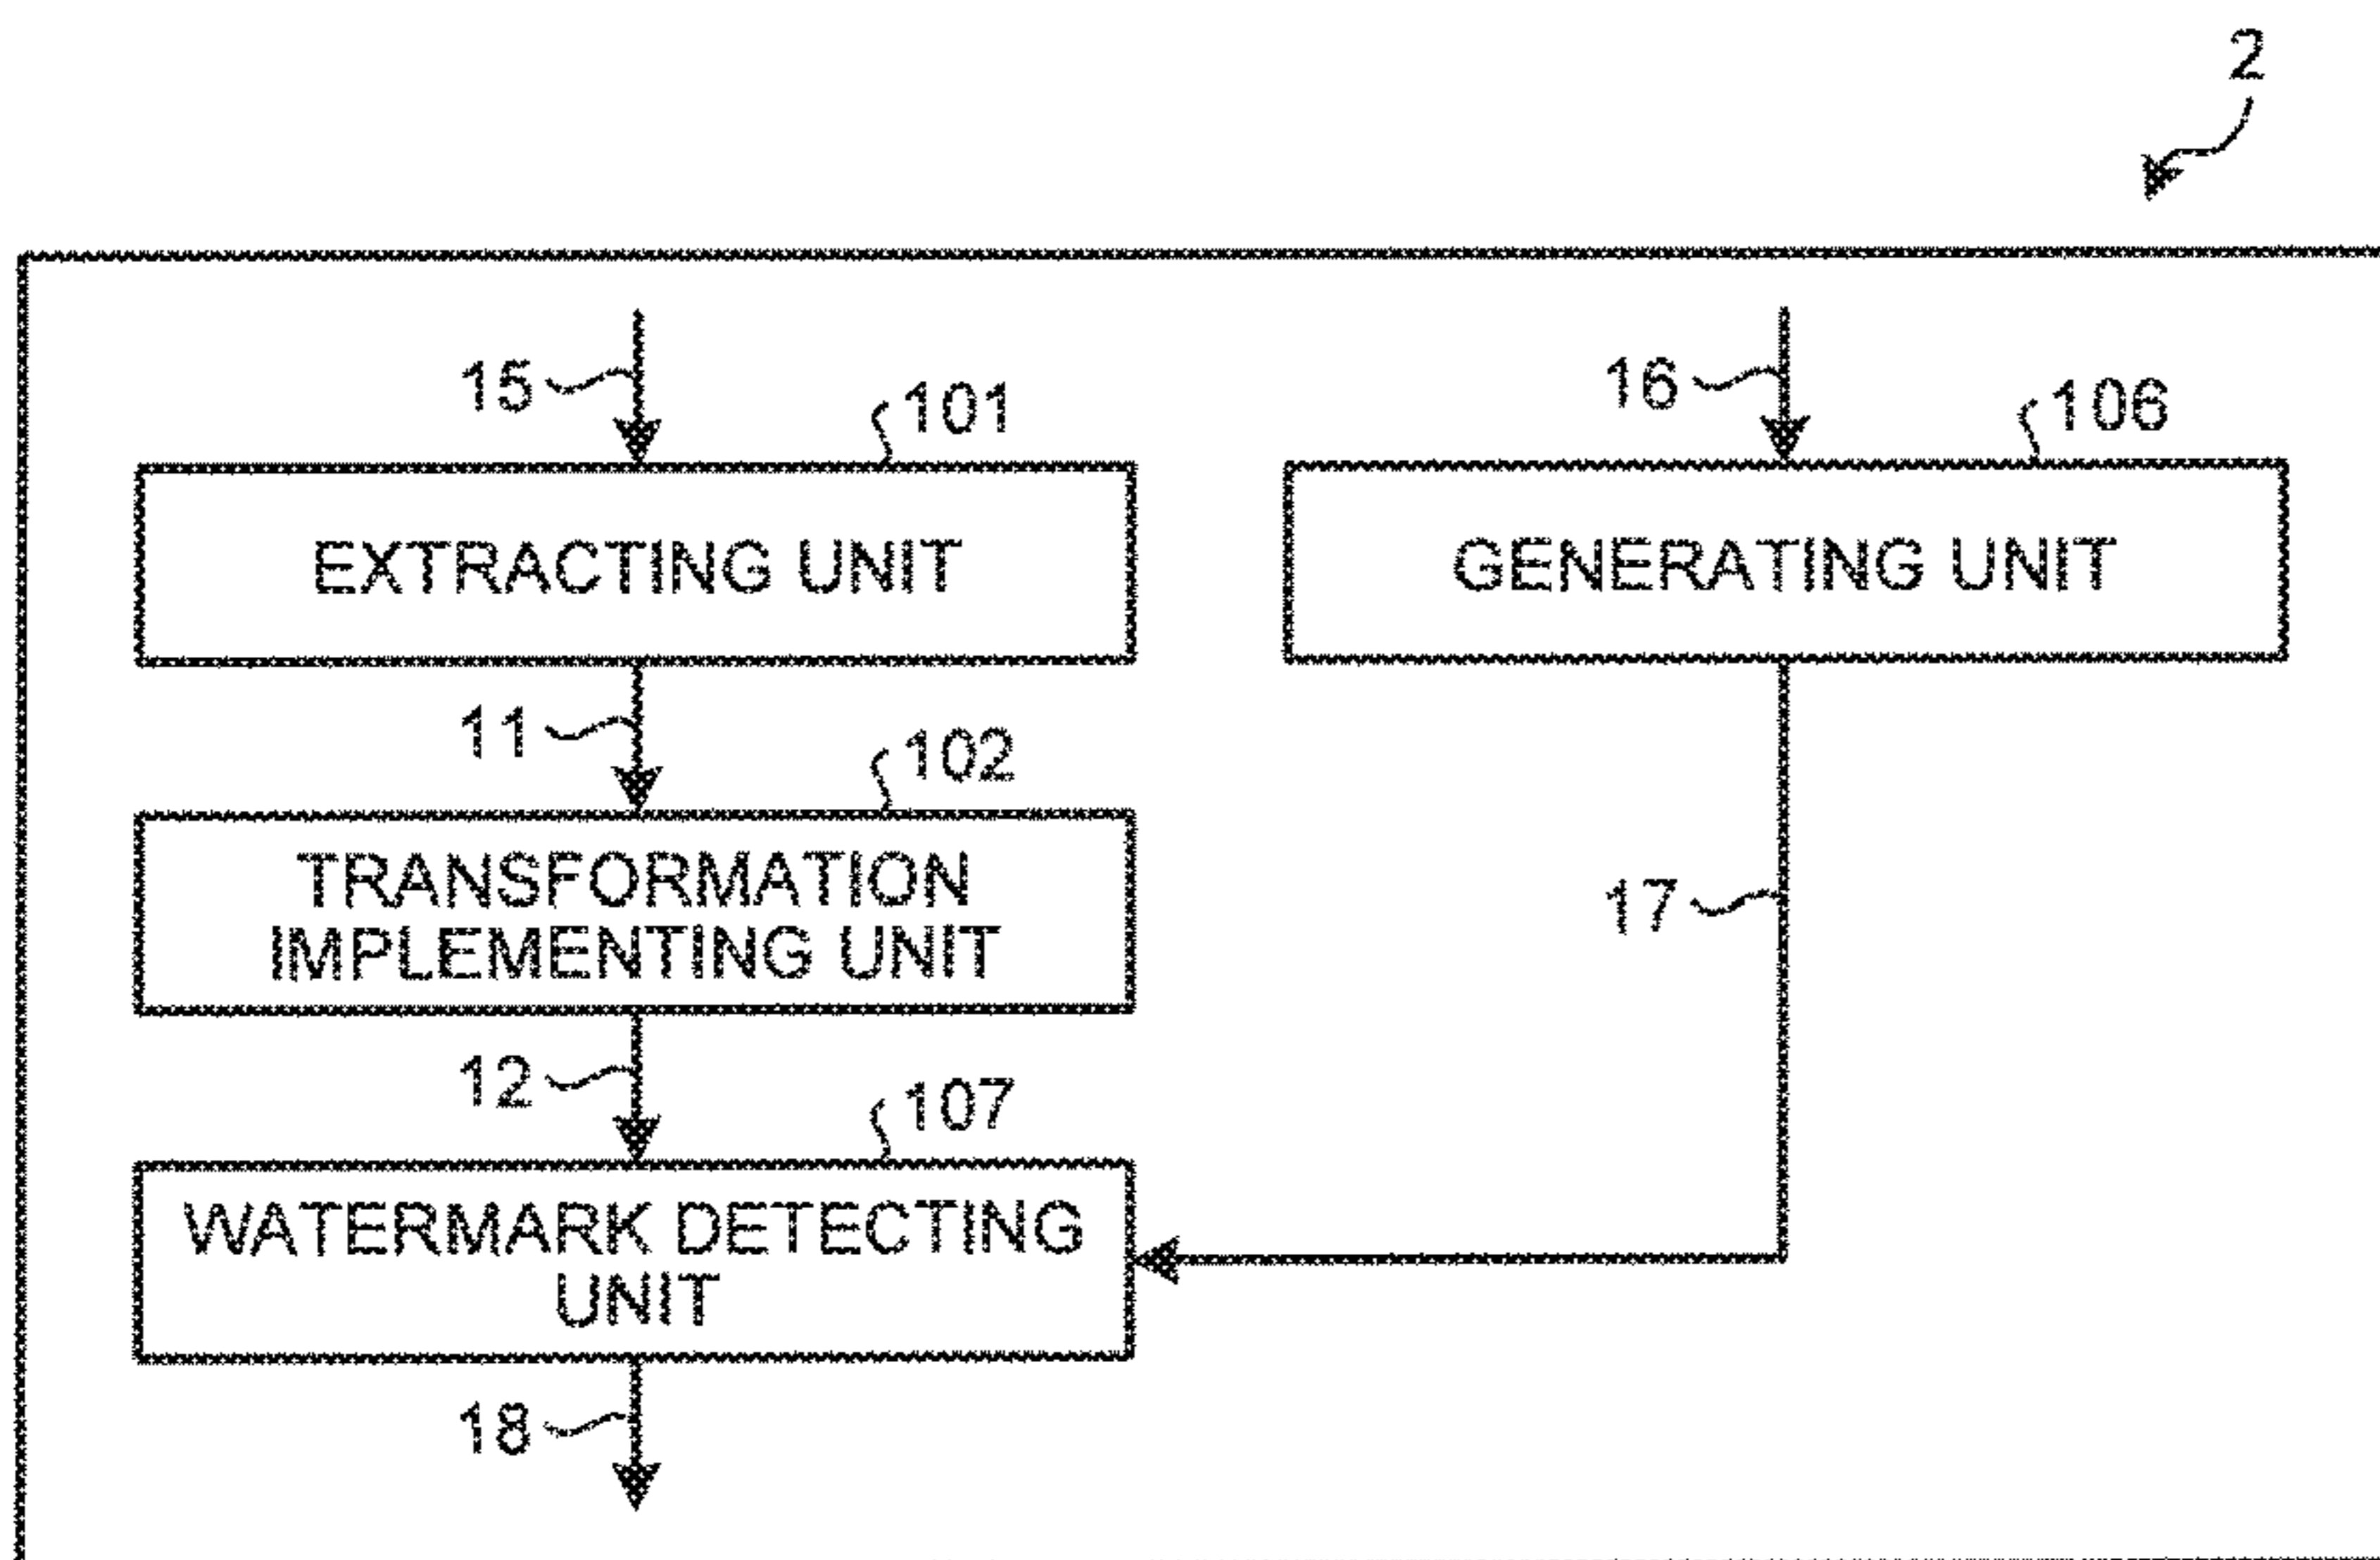 2
15
101
16
106
EXTRACTING UNIT
GENERATING UNIT
11
102
TRANSFORMATION
IMPLEMENTING UNIT
17
12
107
WATERMARK DETECTING
UNIT
18